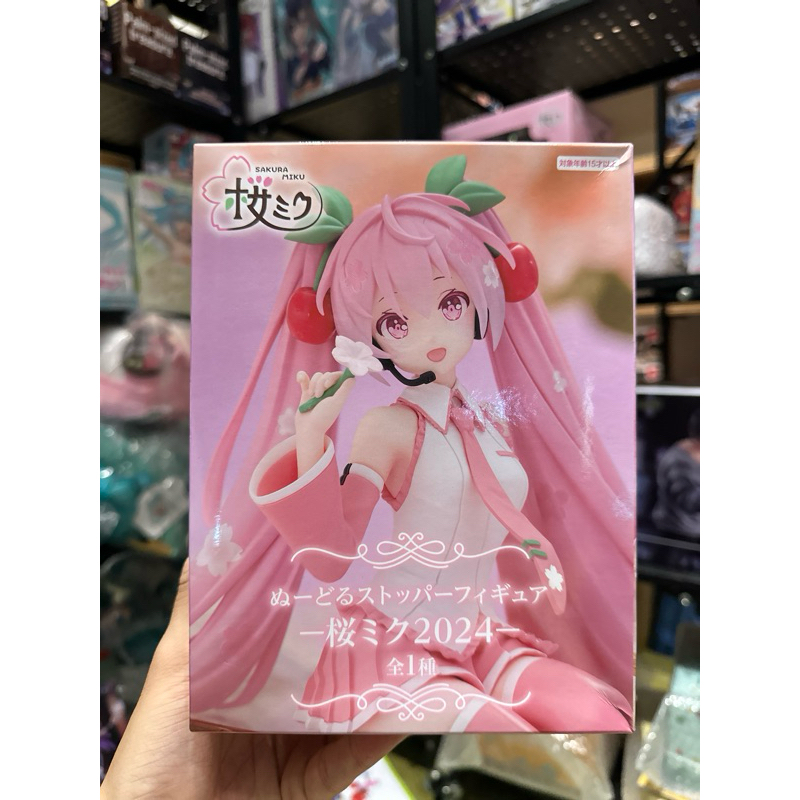 SAKURA
MIKU
桜ミク
対象年齢15才以上
ぬーどるストッパーフィギュア
—桜ミク2024—
全1種